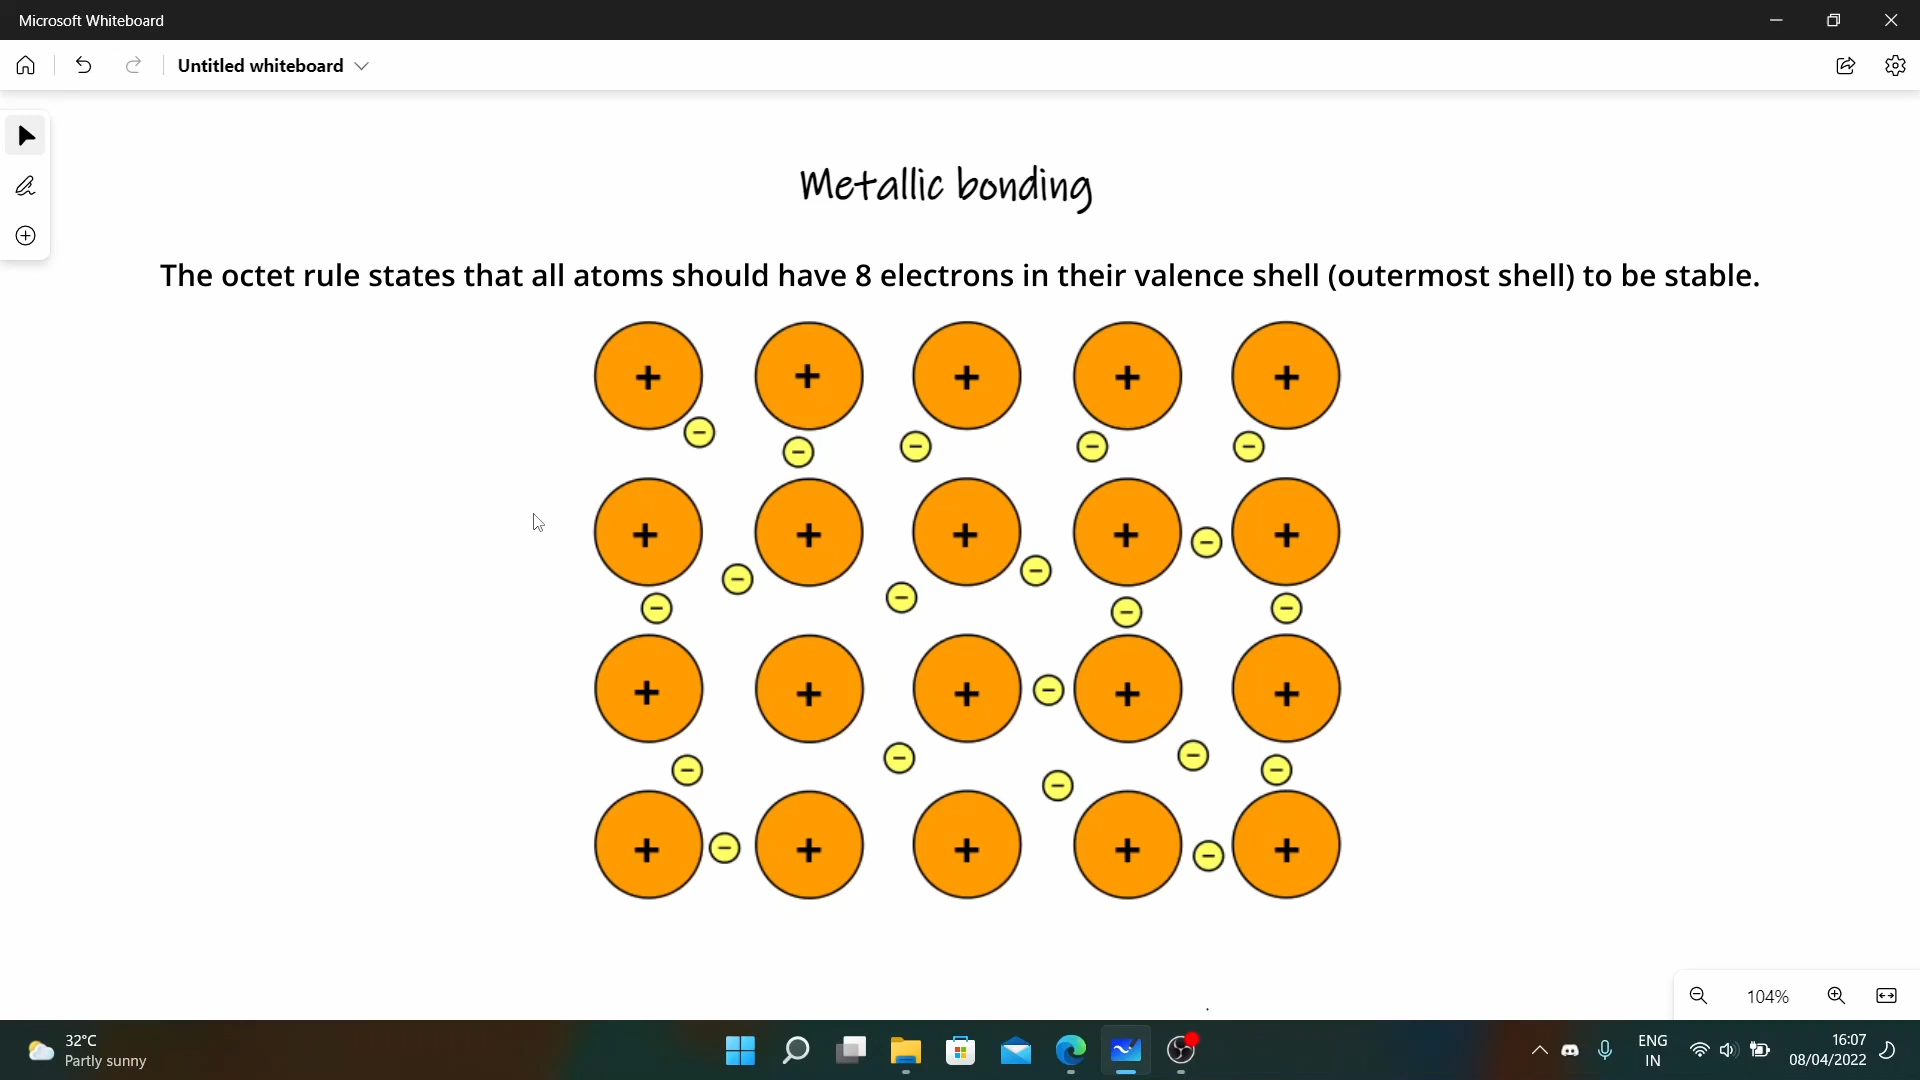 Microsoft Whiteboard
Untitled whiteboard
Metallic bonding
The octet rule states that all atoms should have 8 electrons in their valence shell (outermost shell) to be stable.
+ + + + +
− − − − −
+ + + + − +
− − − − − −
+ + + − + +
− − − − −
+ − + + + − +
104%
32°C
Partly sunny
ENG
IN
16:07
08/04/2022